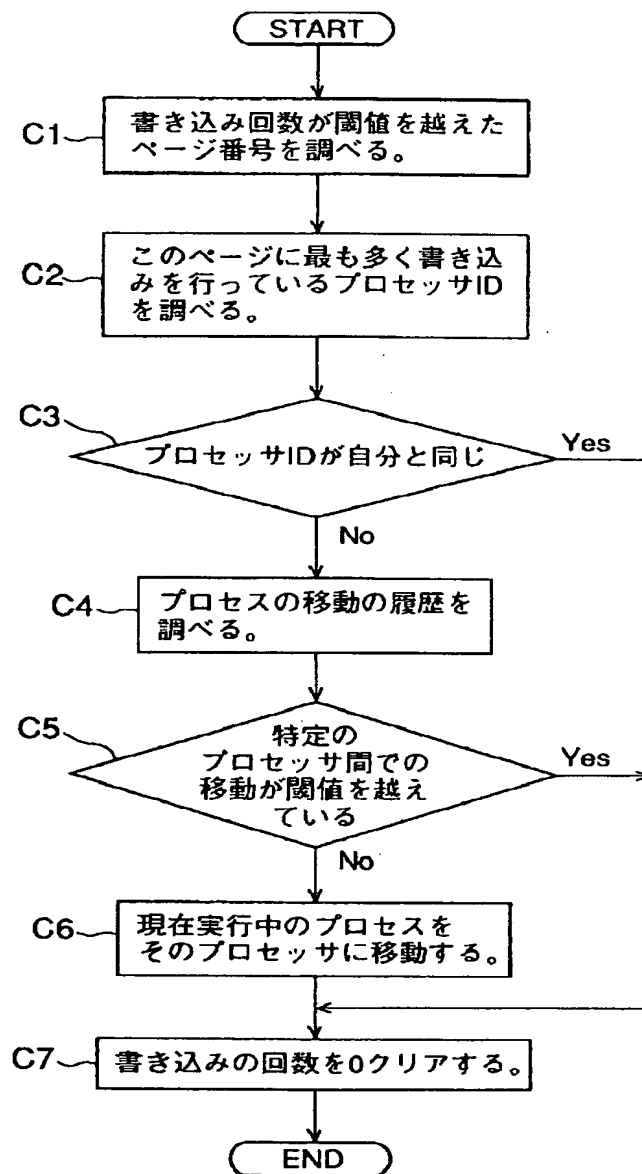 START
C1
書き込み回数が閾値を越えた
ページ番号を調べる。
C2
このページに最も多く書き込
みを行っているプロセッサID
を調べる。
C3
プロセッサIDが自分と同じ
Yes
No
C4
プロセスの移動の履歴を
調べる。
C5
特定の
プロセッサ間での
移動が閾値を越え
ている
Yes
No
C6
現在実行中のプロセスを
そのプロセッサに移動する。
C7
書き込みの回数を0クリアする。
END